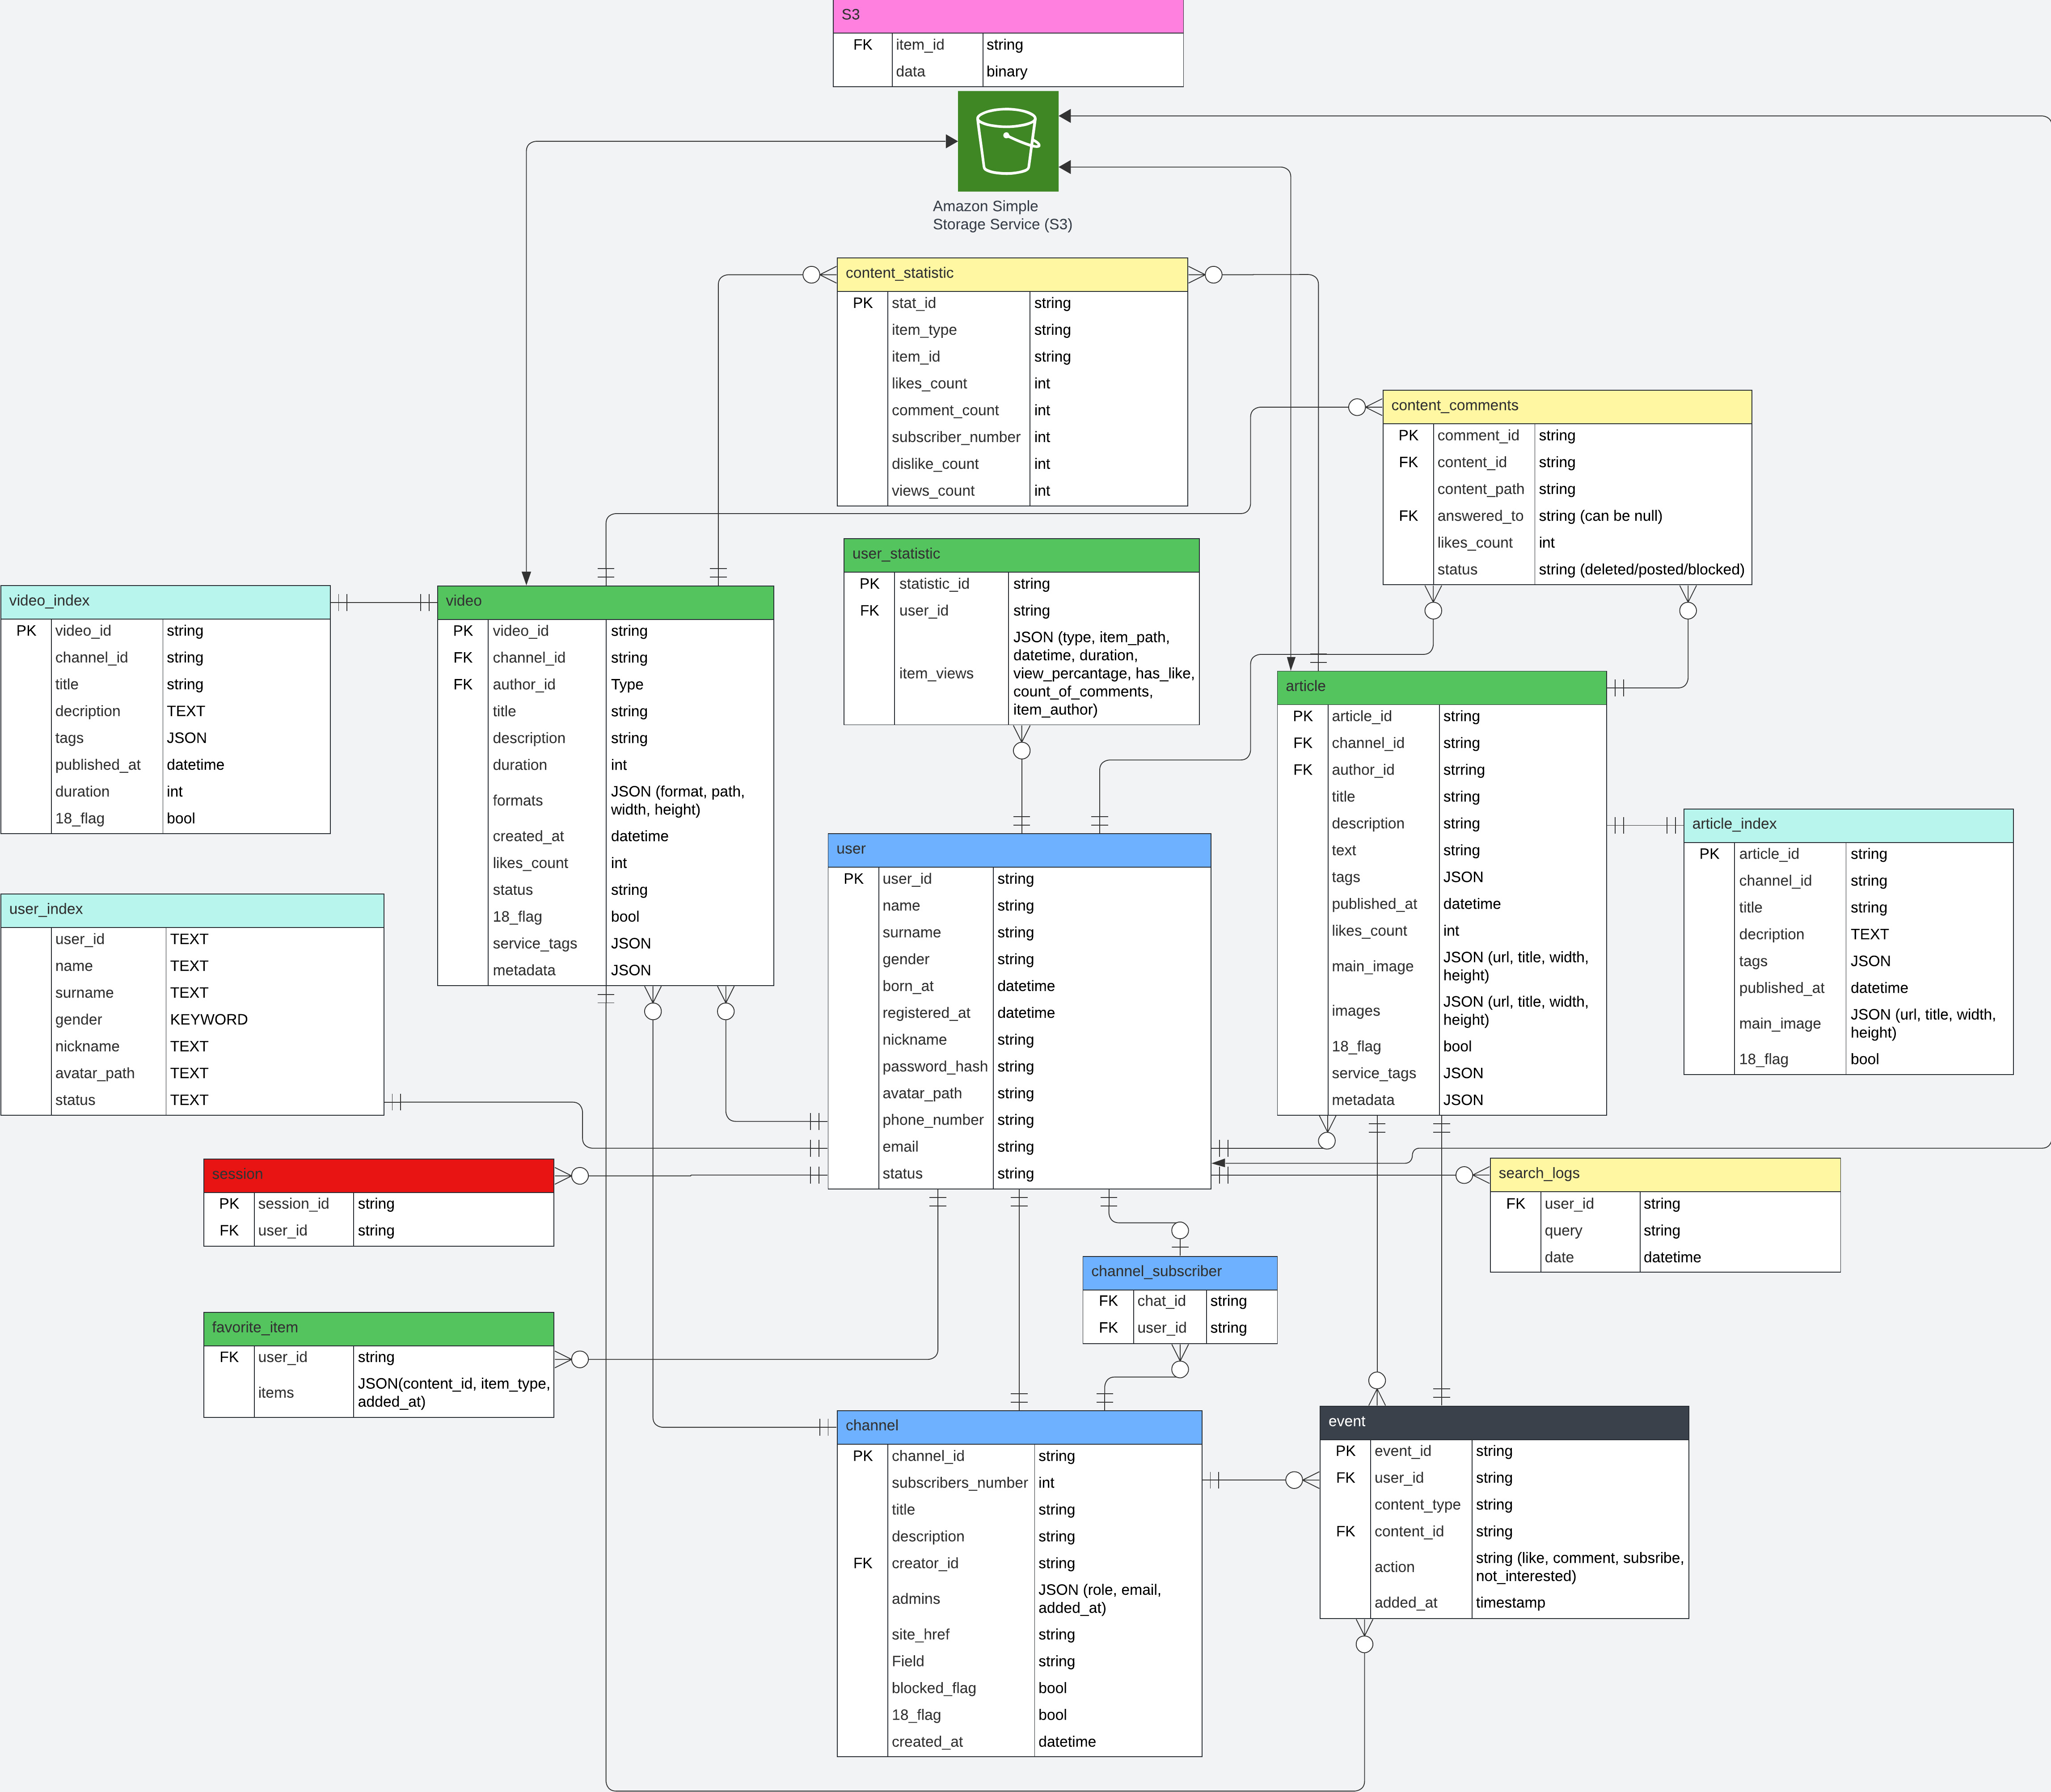 S3
FK item_id string
data binary
Amazon Simple
Storage Service (S3)
content_statistic
PK stat_id string
item_type string
item_id string
likes_count int
comment_count int
subscriber_number int
dislike_count int
views_count int
content_comments
PK comment_id string
FK content_id string
content_path string
FK answered_to string (can be null)
likes_count int
status string (deleted/posted/blocked)
user_statistic
PK statistic_id string
FK user_id string
item_views JSON (type, item_path,
datetime, duration,
view_percantage, has_like,
count_of_comments,
item_author)
video_index
PK video_id string
channel_id string
title string
decription TEXT
tags JSON
published_at datetime
duration int
18_flag bool
video
PK video_id string
FK channel_id string
FK author_id Type
title string
description string
duration int
formats JSON (format, path,
width, height)
created_at datetime
likes_count int
status string
18_flag bool
service_tags JSON
metadata JSON
article
PK article_id string
FK channel_id string
FK author_id strring
title string
description string
text string
tags JSON
published_at datetime
likes_count int
main_image JSON (url, title, width,
height)
images JSON (url, title, width,
height)
18_flag bool
service_tags JSON
metadata JSON
article_index
PK article_id string
channel_id string
title string
decription TEXT
tags JSON
published_at datetime
main_image JSON (url, title, width,
height)
18_flag bool
user
PK user_id string
name string
surname string
gender string
born_at datetime
registered_at datetime
nickname string
password_hash string
avatar_path string
phone_number string
email string
status string
user_index
user_id TEXT
name TEXT
surname TEXT
gender KEYWORD
nickname TEXT
avatar_path TEXT
status TEXT
session
PK session_id string
FK user_id string
search_logs
FK user_id string
query string
date datetime
channel_subscriber
FK chat_id string
FK user_id string
favorite_item
FK user_id string
items JSON(content_id, item_type,
added_at)
channel
PK channel_id string
subscribers_number int
title string
description string
FK creator_id string
admins JSON (role, email,
added_at)
site_href string
Field string
blocked_flag bool
18_flag bool
created_at datetime
event
PK event_id string
FK user_id string
content_type string
FK content_id string
action string (like, comment, subsribe,
not_interested)
added_at timestamp